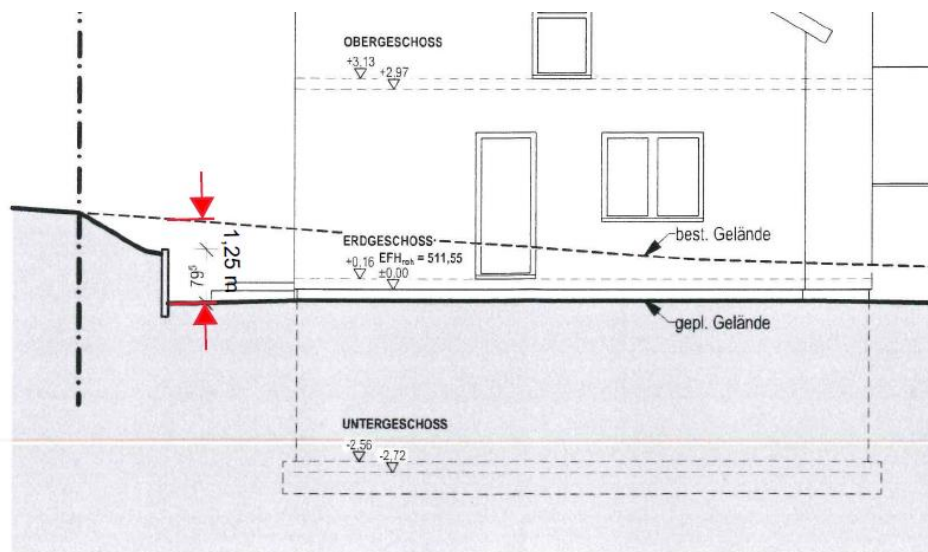 OBERGESCHOSS
+3,13
+2,97
best. Gelände
1,25 m
76⁵
ERDGESCHOSS
EFHroh = 511,55
+0,16
±0,00
gepl. Gelände
UNTERGESCHOSS
-2,56
-2,72